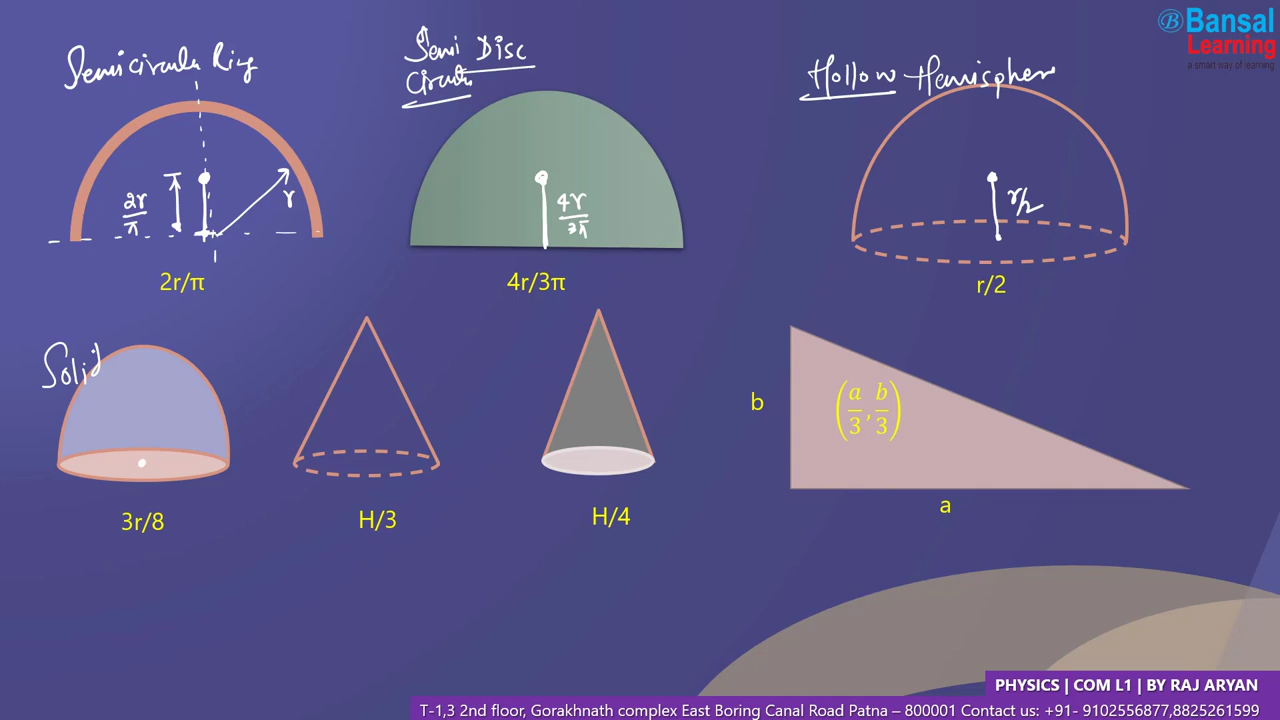 Bansal
Learning
a smart way of learning.
Semicircular Ring
Semi Disc
Circular
Hollow Hemisphere
2r/π
r
4r/3π
r/2
2r/π
4r/3π
r/2
Solid
b
(a/3, b/3)
a
3r/8
H/3
H/4
PHYSICS | COM L1 | BY RAJ ARYAN
T-1,3 2nd floor, Gorakhnath complex East Boring Canal Road Patna – 800001 Contact us: +91- 9102556877,8825261599